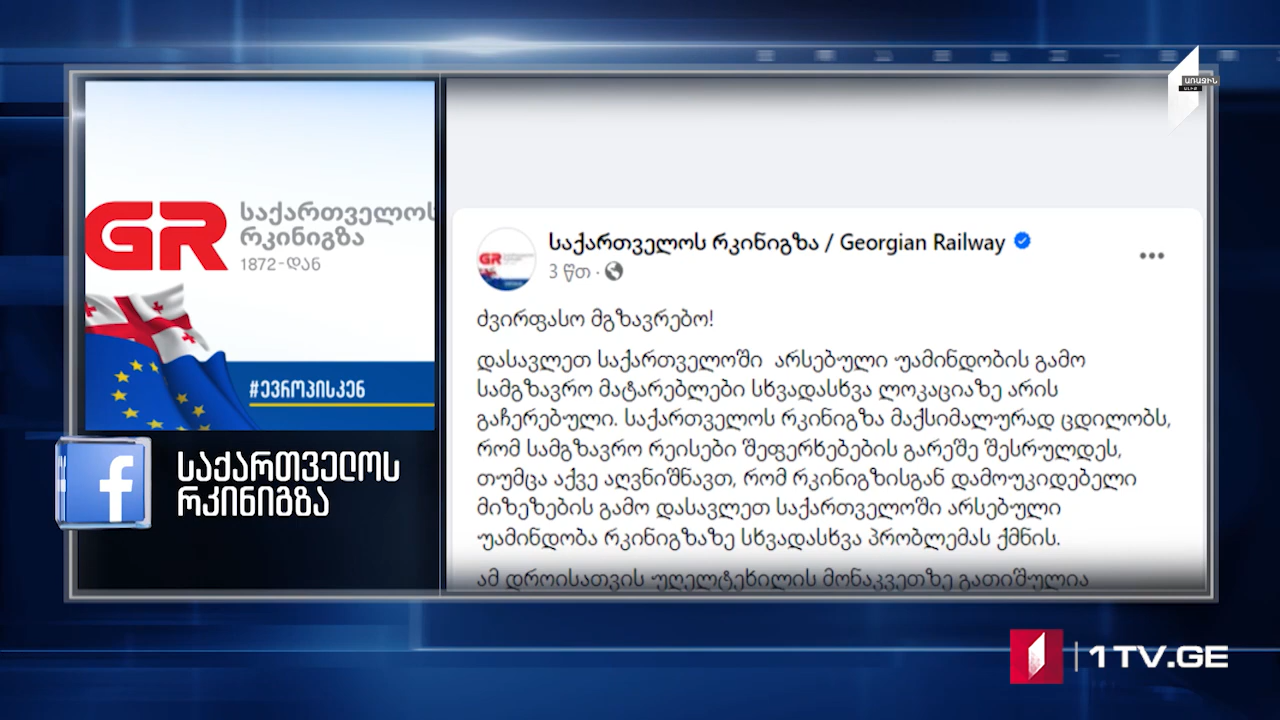 ԱՌԱՋԻՆ
ԱԼԻՔ
GR
საქართველოს
რკინიგზა
1872-დან
#ევროპისკენ
საქართველოს
რკინიგზა
საქართველოს რკინიგზა / Georgian Railway
3 წთ ·
ძვირფასო მგზავრებო!
დასავლეთ საქართველოში არსებული უამინდობის გამო
სამგზავრო მატარებლები სხვადასხვა ლოკაციაზე არის
გაჩერებული. საქართველოს რკინიგზა მაქსიმალურად ცდილობს,
რომ სამგზავრო რეისები შეფერხებების გარეშე შესრულდეს,
თუმცა აქვე აღვნიშნავთ, რომ რკინიგზისგან დამოუკიდებელი
მიზეზების გამო დასავლეთ საქართველოში არსებული
უამინდობა რკინიგზაზე სხვადასხვა პრობლემას ქმნის.
ამ დროისათვის უღელტეხილის მონაკვეთზე გათიშულია
1TV.GE